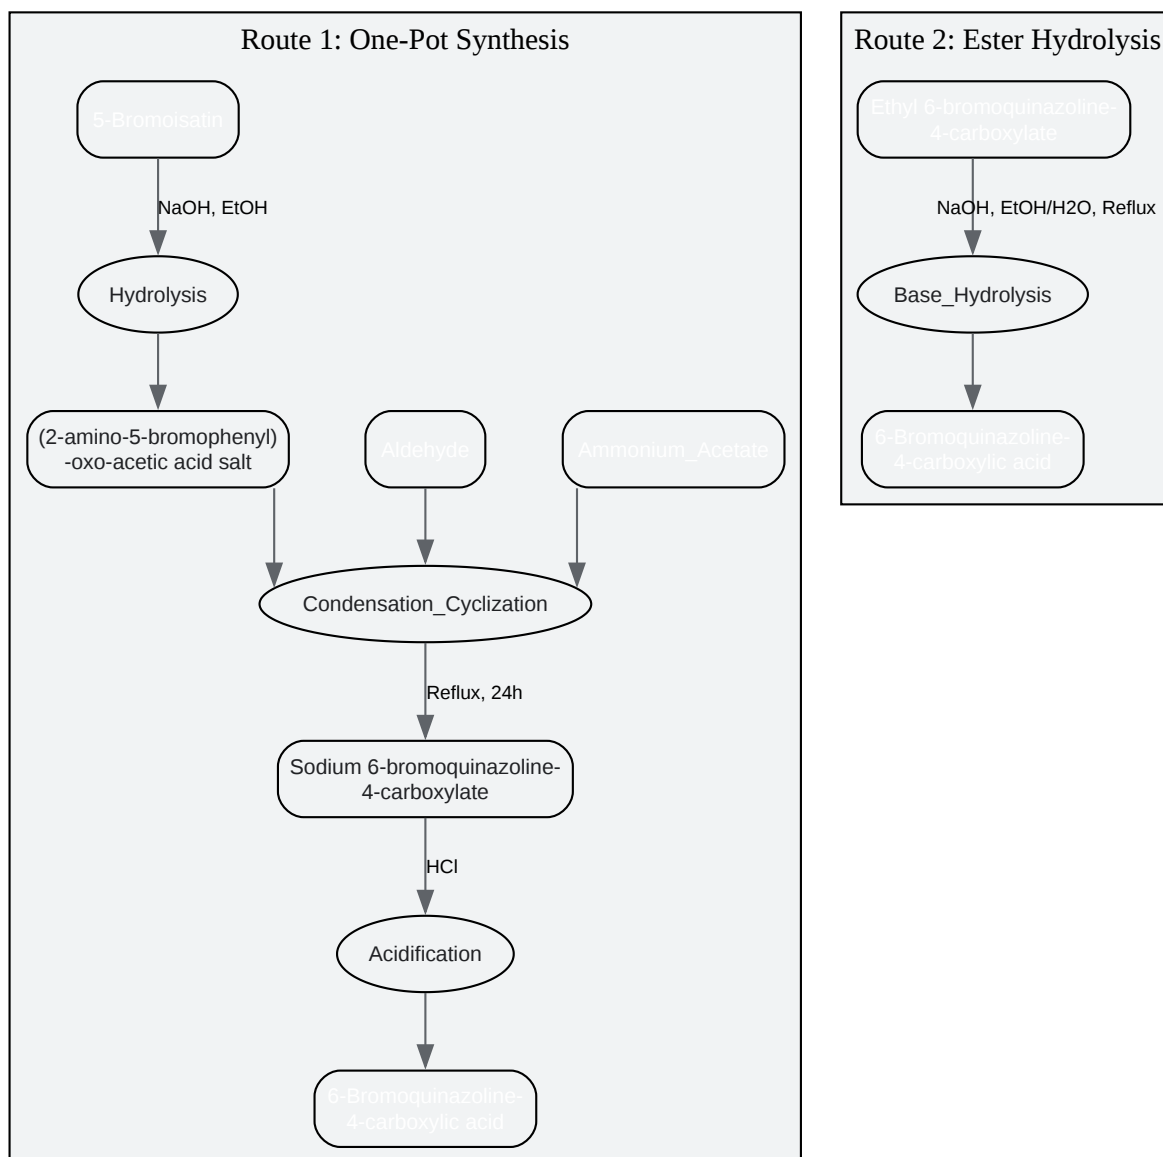 Route 1: One-Pot Synthesis
5-Bromoisatin
NaOH, EtOH
Hydrolysis
(2-amino-5-bromophenyl)
-oxo-acetic acid salt
Aldehyde
Ammonium_Acetate
Condensation_Cyclization
Reflux, 24h
Sodium 6-bromoquinazoline-
4-carboxylate
HCl
Acidification
6-Bromoquinazoline-
4-carboxylic acid
Route 2: Ester Hydrolysis
Ethyl 6-bromoquinazoline-
4-carboxylate
NaOH, EtOH/H2O, Reflux
Base_Hydrolysis
6-Bromoquinazoline-
4-carboxylic acid